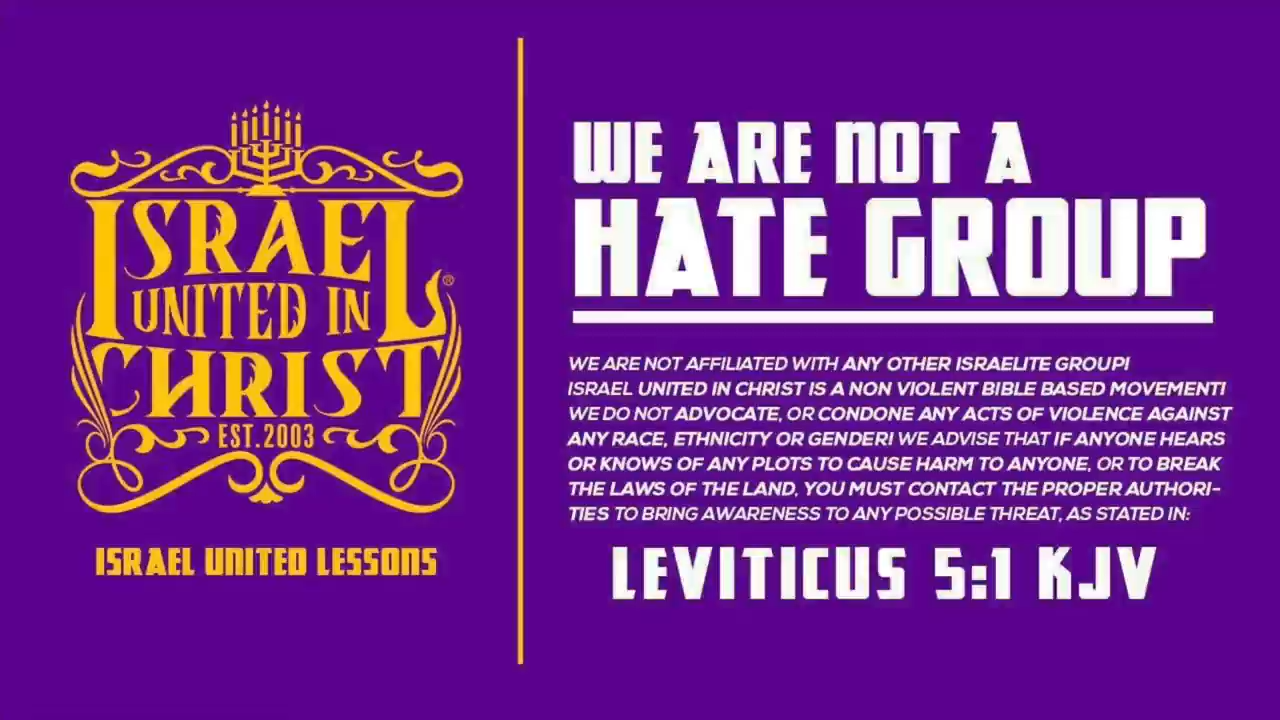 ISRAEL
UNITED IN
CHRIST
EST.2003
ISRAEL UNITED LESSONS
WE ARE NOT A
HATE GROUP
WE ARE NOT AFFILIATED WITH ANY OTHER ISRAELITE GROUP!
ISRAEL UNITED IN CHRIST IS A NON VIOLENT BIBLE BASED MOVEMENT!
WE DO NOT ADVOCATE, OR CONDONE ANY ACTS OF VIOLENCE AGAINST
ANY RACE, ETHNICITY OR GENDER! WE ADVISE THAT IF ANYONE HEARS
OR KNOWS OF ANY PLOTS TO CAUSE HARM TO ANYONE, OR TO BREAK
THE LAWS OF THE LAND, YOU MUST CONTACT THE PROPER AUTHORI-
TIES TO BRING AWARENESS TO ANY POSSIBLE THREAT, AS STATED IN:
LEVITICUS 5:1 KJV